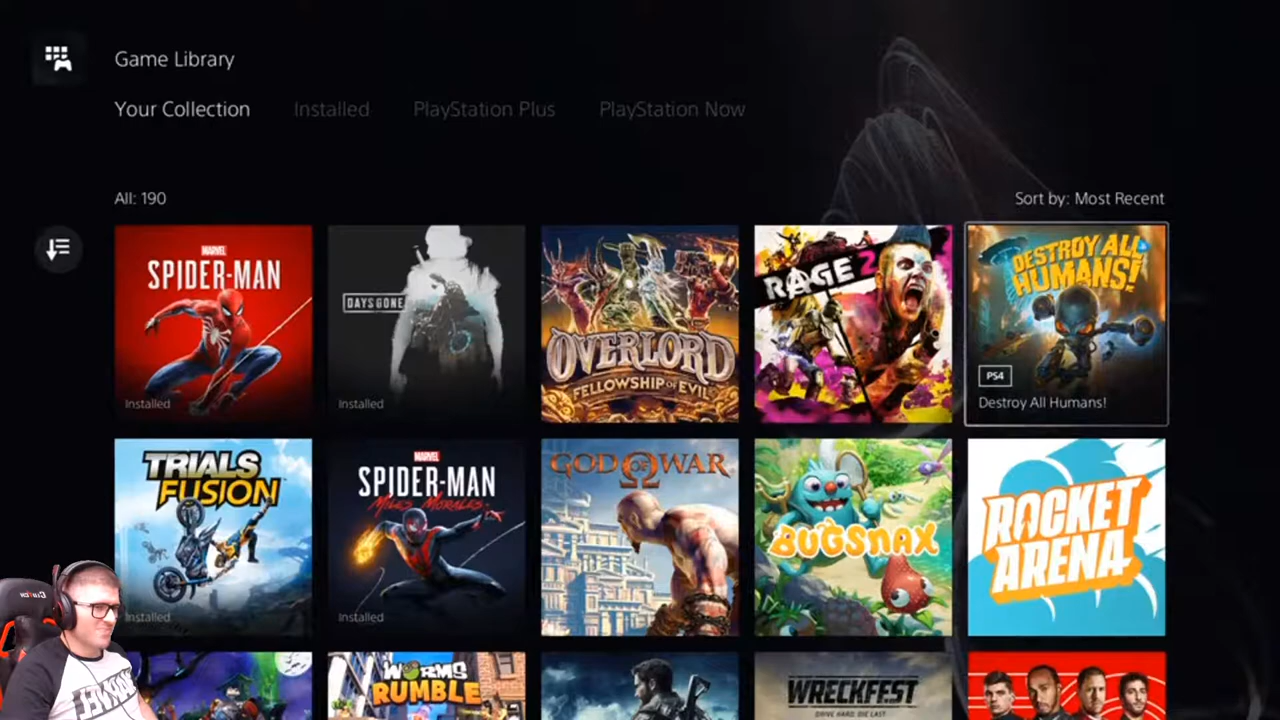 Game Library
Your Collection Installed PlayStation Plus PlayStation Now
All: 190
Sort by: Most Recent
MARVEL
SPIDER-MAN
Installed
DAYS GONE
Installed
OVERLORD
FELLOWSHIP OF EVIL
RAGE 2
DESTROY ALL
HUMANS!
PS4
Destroy All Humans!
TRIALS
FUSION
Installed
MARVEL
SPIDER-MAN
Miles Morales
Installed
GOD OF WAR
BUGSNAX
ROCKET
ARENA
WORMS
RUMBLE
WRECKFEST
DRIVE HARD. DIE LAST